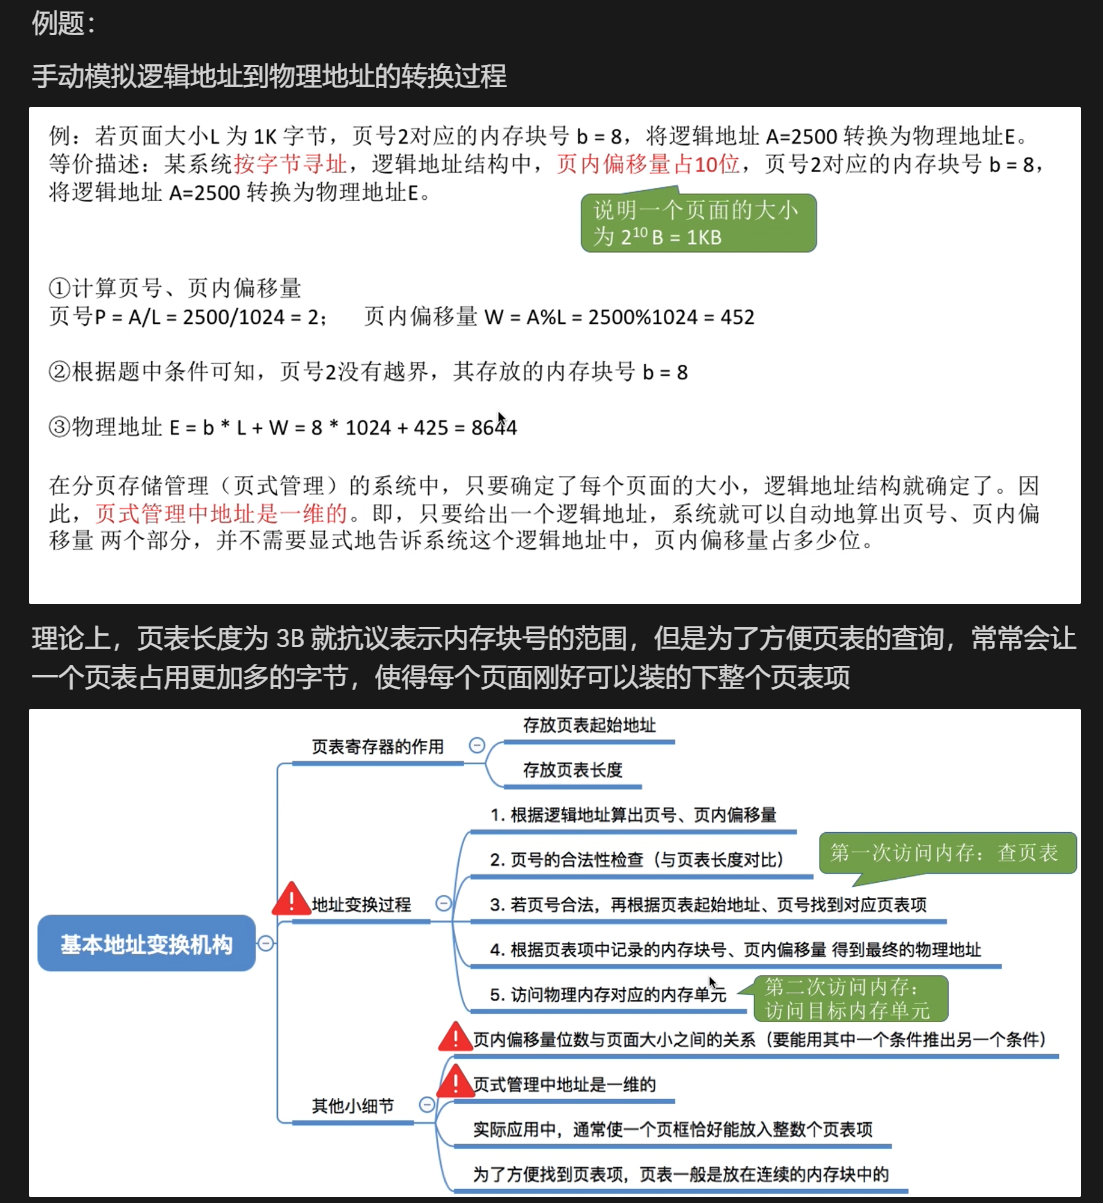 例题：
手动模拟逻辑地址到物理地址的转换过程
例：若页面大小L 为 1K 字节，页号2对应的内存块号 b = 8，将逻辑地址 A=2500 转换为物理地址E。
等价描述：某系统按字节寻址，逻辑地址结构中，页内偏移量占10位，页号2对应的内存块号 b = 8，
将逻辑地址 A=2500 转换为物理地址E。
说明一个页面的大小
为 2¹⁰ B = 1KB
①计算页号、页内偏移量
页号P = A/L = 2500/1024 = 2； 页内偏移量 W = A%L = 2500%1024 = 452
②根据题中条件可知，页号2没有越界，其存放的内存块号 b = 8
③物理地址 E = b * L + W = 8 * 1024 + 425 = 8644
在分页存储管理（页式管理）的系统中，只要确定了每个页面的大小，逻辑地址结构就确定了。因
此，页式管理中地址是一维的。即，只要给出一个逻辑地址，系统就可以自动地算出页号、页内偏
移量 两个部分，并不需要显式地告诉系统这个逻辑地址中，页内偏移量占多少位。
理论上，页表长度为 3B 就抗议表示内存块号的范围，但是为了方便页表的查询，常常会让
一个页表占用更加多的字节，使得每个页面刚好可以装的下整个页表项
基本地址变换机构
页表寄存器的作用
存放页表起始地址
存放页表长度
地址变换过程
1. 根据逻辑地址算出页号、页内偏移量
2. 页号的合法性检查（与页表长度对比）
3. 若页号合法，再根据页表起始地址、页号找到对应页表项
第一次访问内存：查页表
4. 根据页表项中记录的内存块号、页内偏移量 得到最终的物理地址
5. 访问物理内存对应的内存单元
第二次访问内存：
访问目标内存单元
其他小细节
页内偏移量位数与页面大小之间的关系（要能用其中一个条件推出另一个条件）
页式管理中地址是一维的
实际应用中，通常使一个页框恰好能放入整数个页表项
为了方便找到页表项，页表一般是放在连续的内存块中的